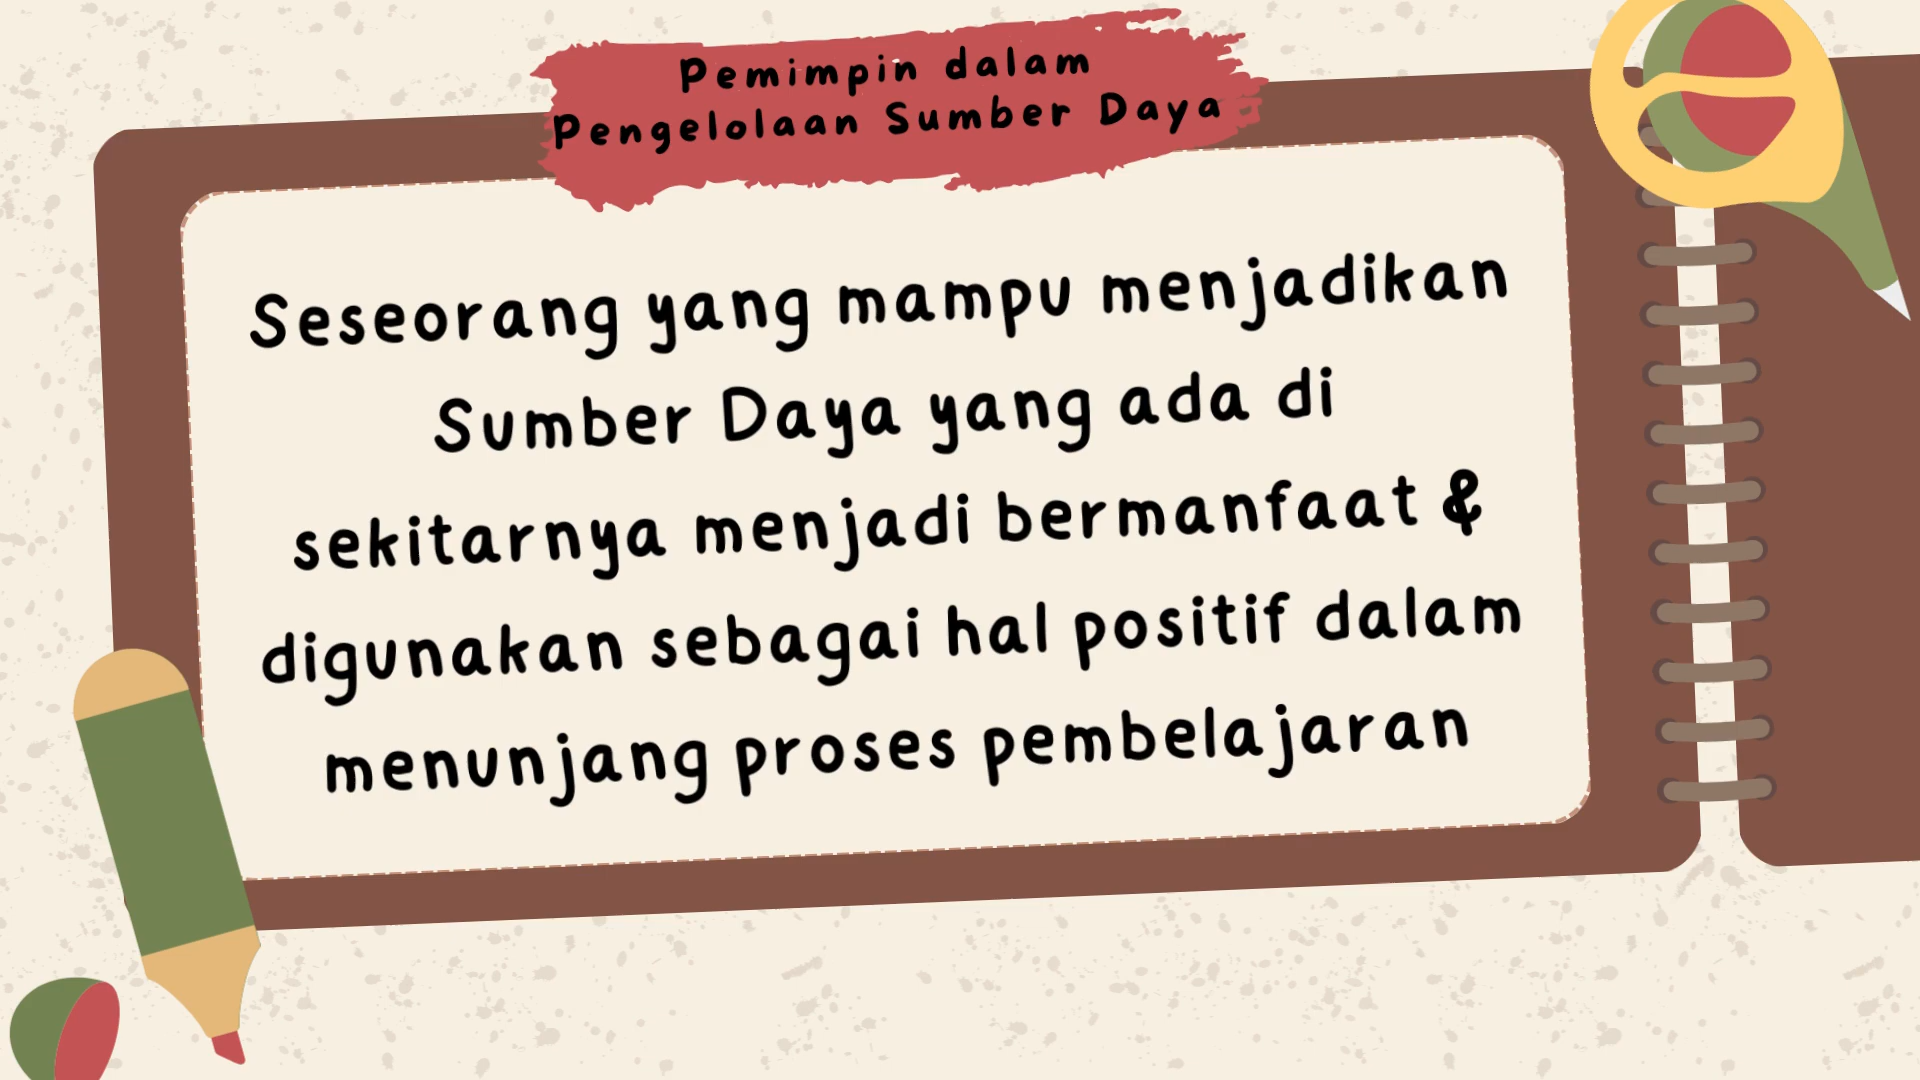 Pemimpin dalam
Pengelolaan Sumber Daya
Seseorang yang mampu menjadikan
Sumber Daya yang ada di
sekitarnya menjadi bermanfaat &
digunakan sebagai hal positif dalam
menunjang proses pembelajaran